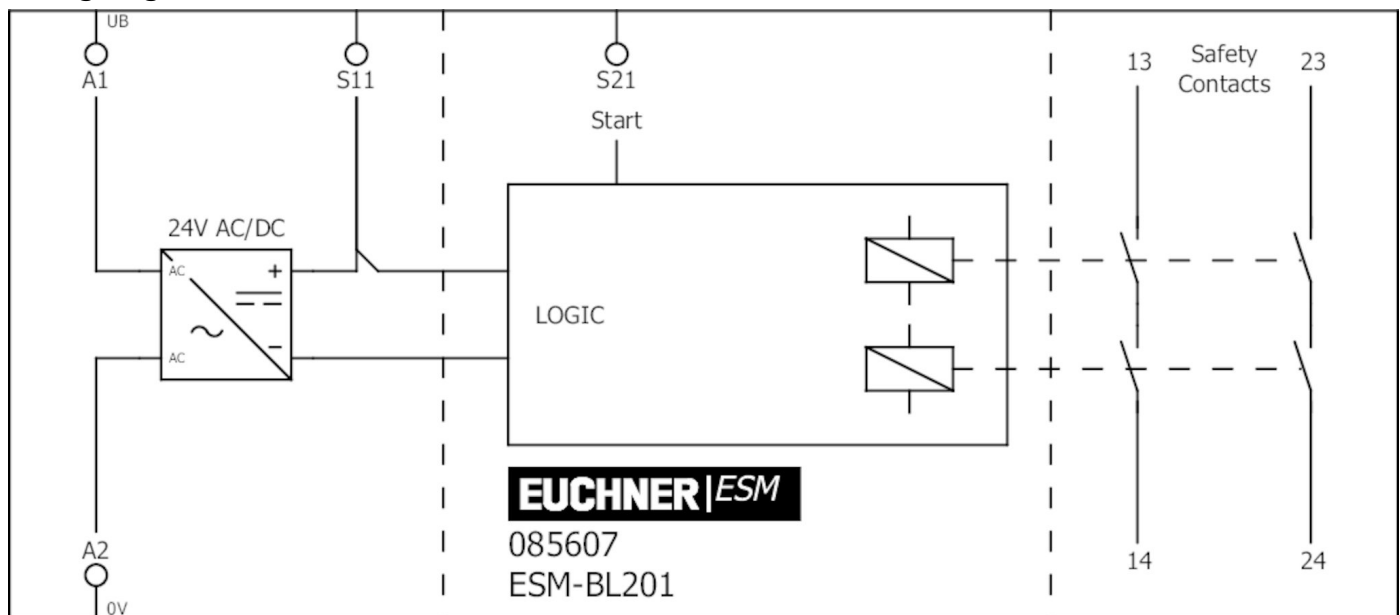 UB
A1
S11
S21
13
Safety
Contacts
23
Start
24V AC/DC
AC
+
AC
−
LOGIC
EUCHNER|ESM
085607
ESM-BL201
A2
0V
14
24